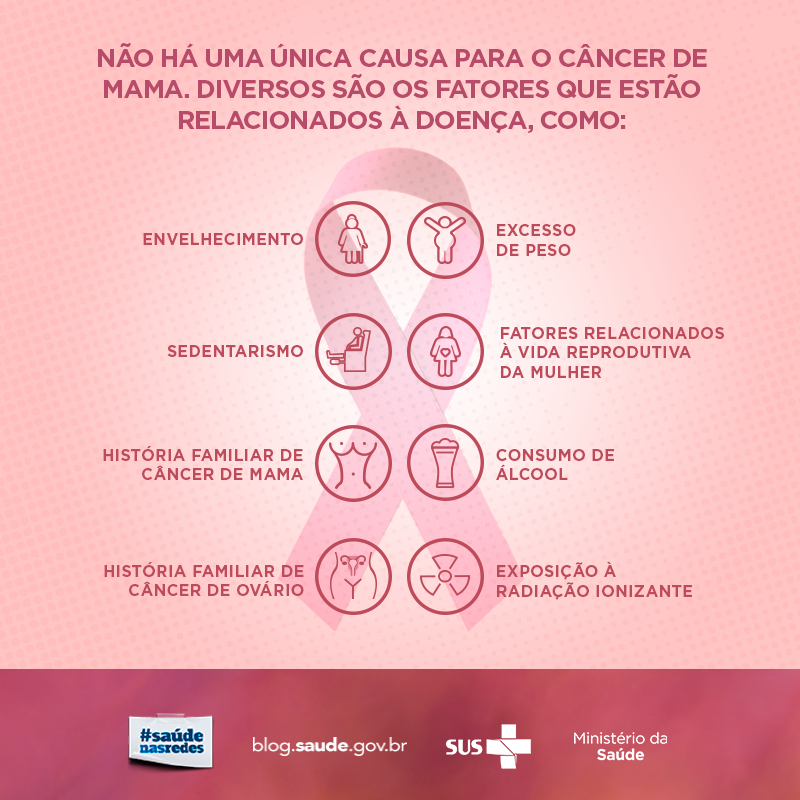 NÃO HÁ UMA ÚNICA CAUSA PARA O CÂNCER DE
MAMA. DIVERSOS SÃO OS FATORES QUE ESTÃO
RELACIONADOS À DOENÇA, COMO:
ENVELHECIMENTO
EXCESSO
DE PESO
SEDENTARISMO
FATORES RELACIONADOS
À VIDA REPRODUTIVA
DA MULHER
HISTÓRIA FAMILIAR DE
CÂNCER DE MAMA
CONSUMO DE
ÁLCOOL
HISTÓRIA FAMILIAR DE
CÂNCER DE OVÁRIO
EXPOSIÇÃO À
RADIAÇÃO IONIZANTE
#saúde
nasredes
blog.saude.gov.br
SUS
Ministério da
Saúde